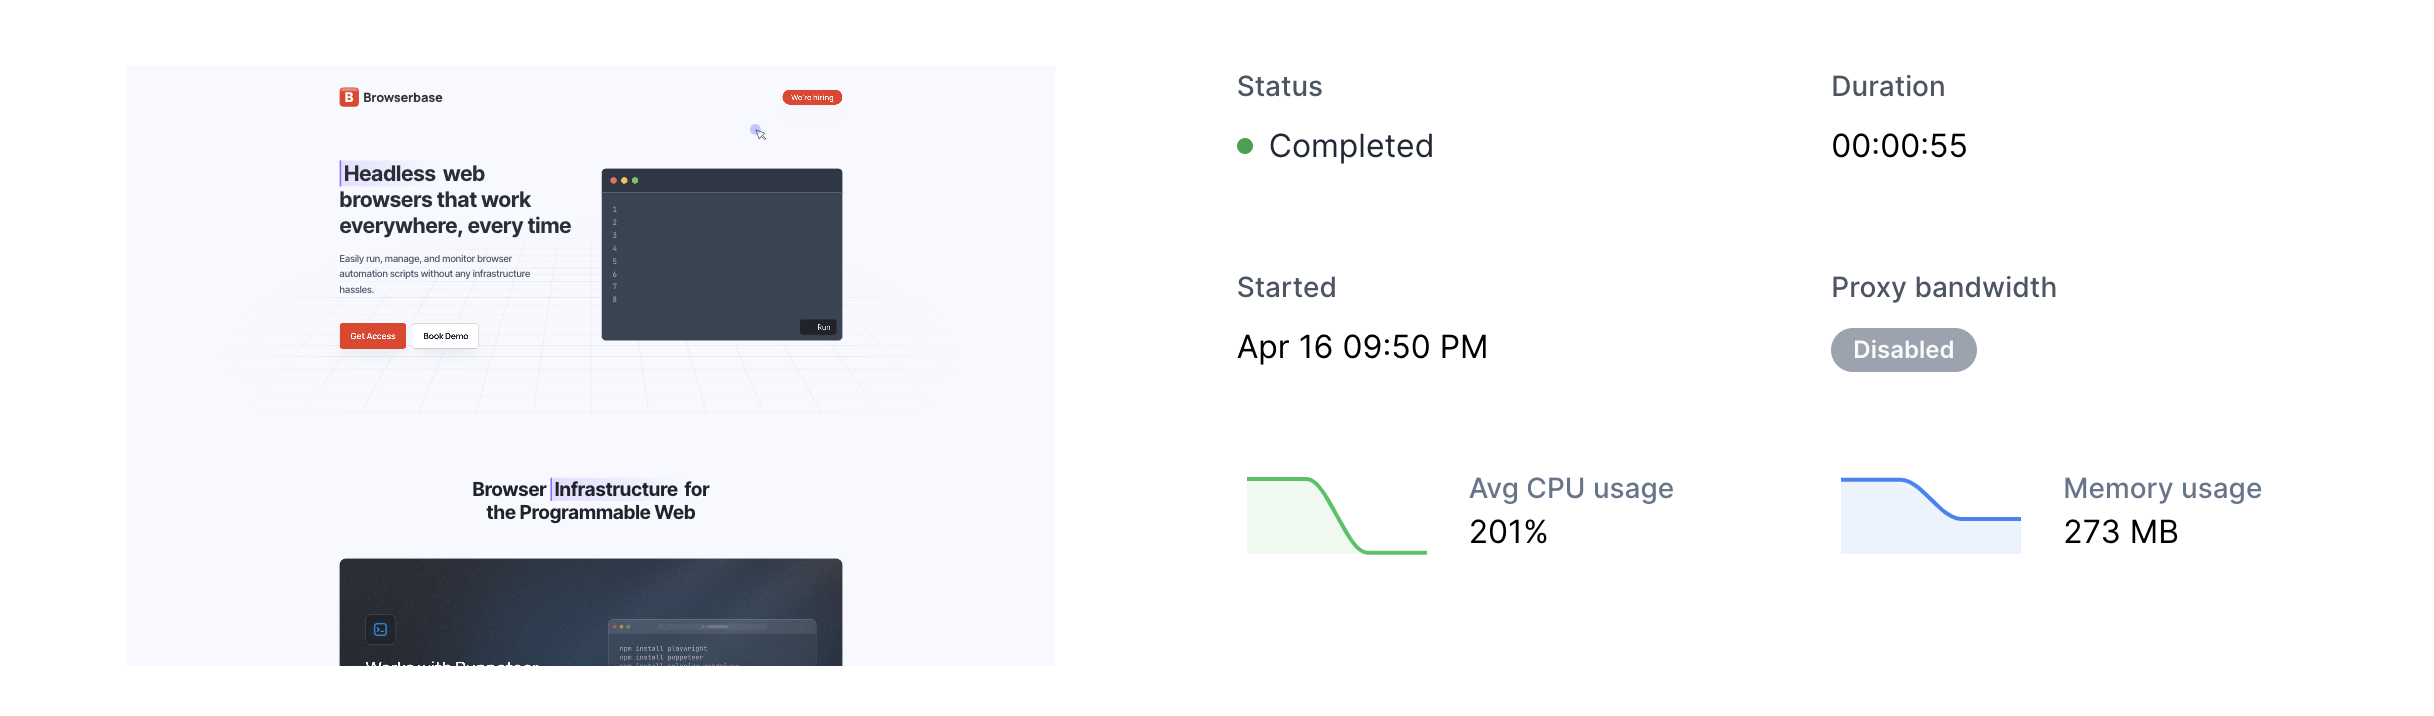 B Browserbase
We're hiring
Headless web
browsers that work
everywhere, every time
Easily run, manage, and monitor browser
automation scripts without any infrastructure
hassles.
Get Access
Book Demo
1
2
3
4
5
6
7
8
Run
Browser Infrastructure for
the Programmable Web
Works with Puppeteer
npm install playwright
npm install puppeteer
Status
Completed
Duration
00:00:55
Started
Apr 16 09:50 PM
Proxy bandwidth
Disabled
Avg CPU usage
201%
Memory usage
273 MB